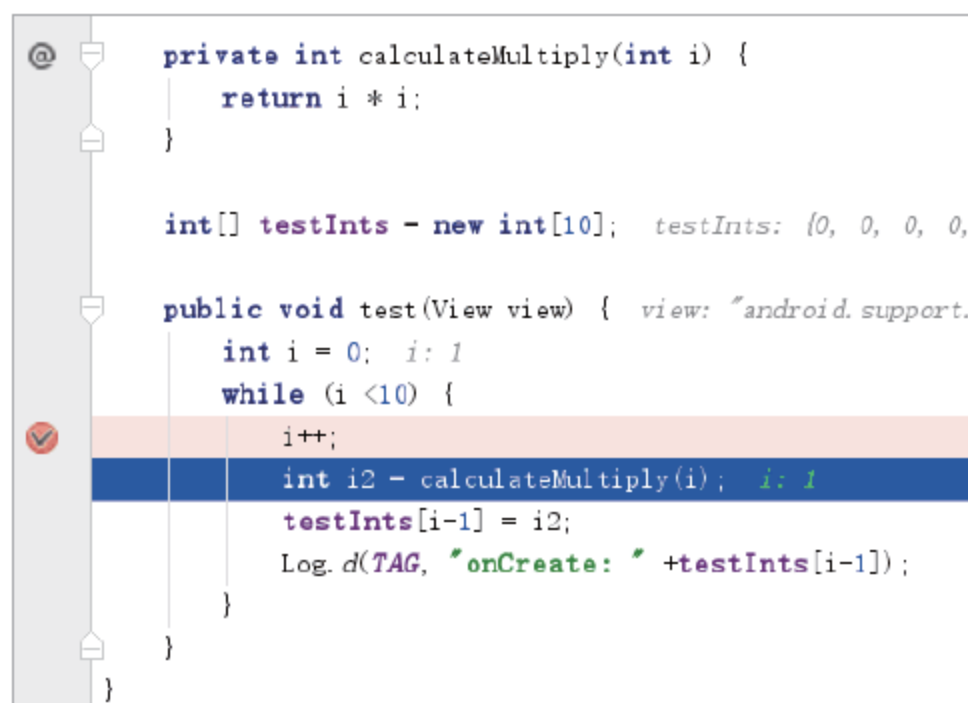 @ private int calculateMultiply(int i) {
return i * i;
}
int[] testInts = new int[10]; testInts: {0, 0, 0, 0,
public void test(View view) { view: "android.support.
int i = 0; i: 1
while (i <10) {
i++;
int i2 = calculateMultiply(i); i: 1
testInts[i-1] = i2;
Log.d(TAG, "onCreate: " +testInts[i-1]);
}
}
}